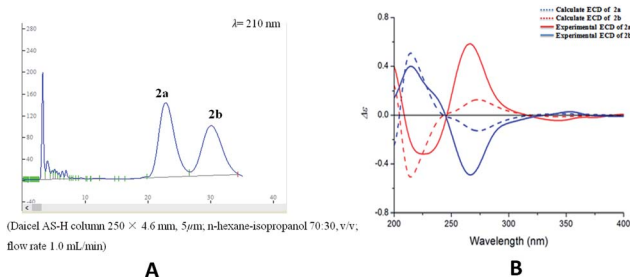 λ= 210 nm
280
240
200
160
120
80
40
0
-40
2a
2b
10
20
30
40
(Daicel AS-H column 250 × 4.6 mm, 5μm; n-hexane-isopropanol 70:30, v/v;
flow rate 1.0 mL/min)
A
Calculate ECD of 2a
Calculate ECD of 2b
Experimental ECD of 2a
Experimental ECD of 2b
0.8
0.4
0.0
-0.4
-0.8
Δε
200
250
300
350
400
Wavelength (nm)
B